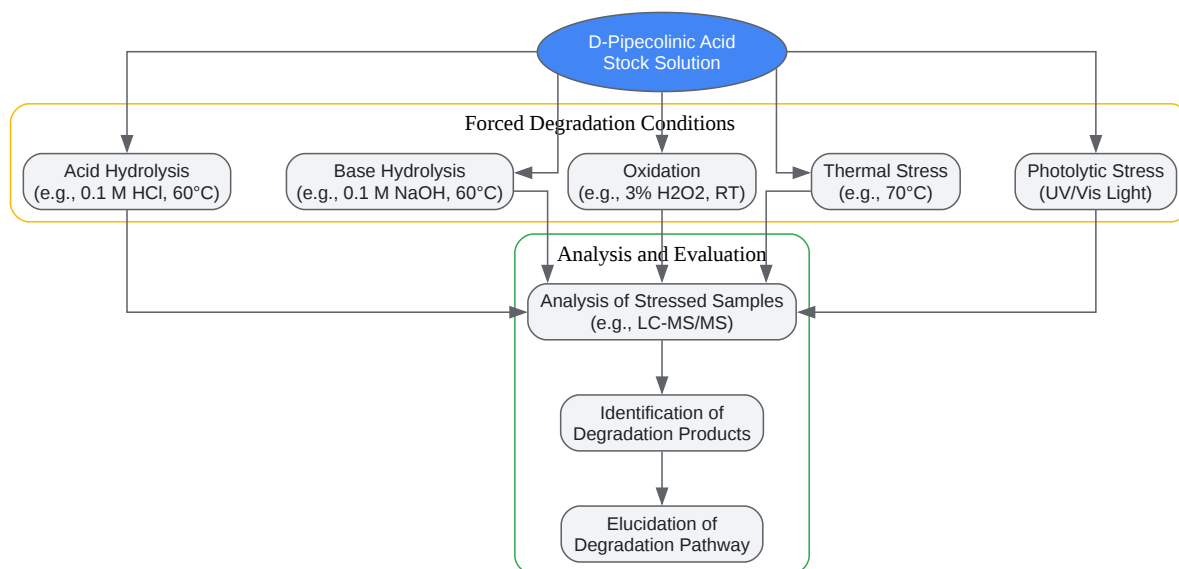 D-Pipecolinic Acid
Stock Solution
Forced Degradation Conditions
Acid Hydrolysis
(e.g., 0.1 M HCl, 60°C)
Base Hydrolysis
(e.g., 0.1 M NaOH, 60°C)
Oxidation
(e.g., 3% H2O2, RT)
Thermal Stress
(e.g., 70°C)
Photolytic Stress
(UV/Vis Light)
Analysis and Evaluation
Analysis of Stressed Samples
(e.g., LC-MS/MS)
Identification of
Degradation Products
Elucidation of
Degradation Pathway